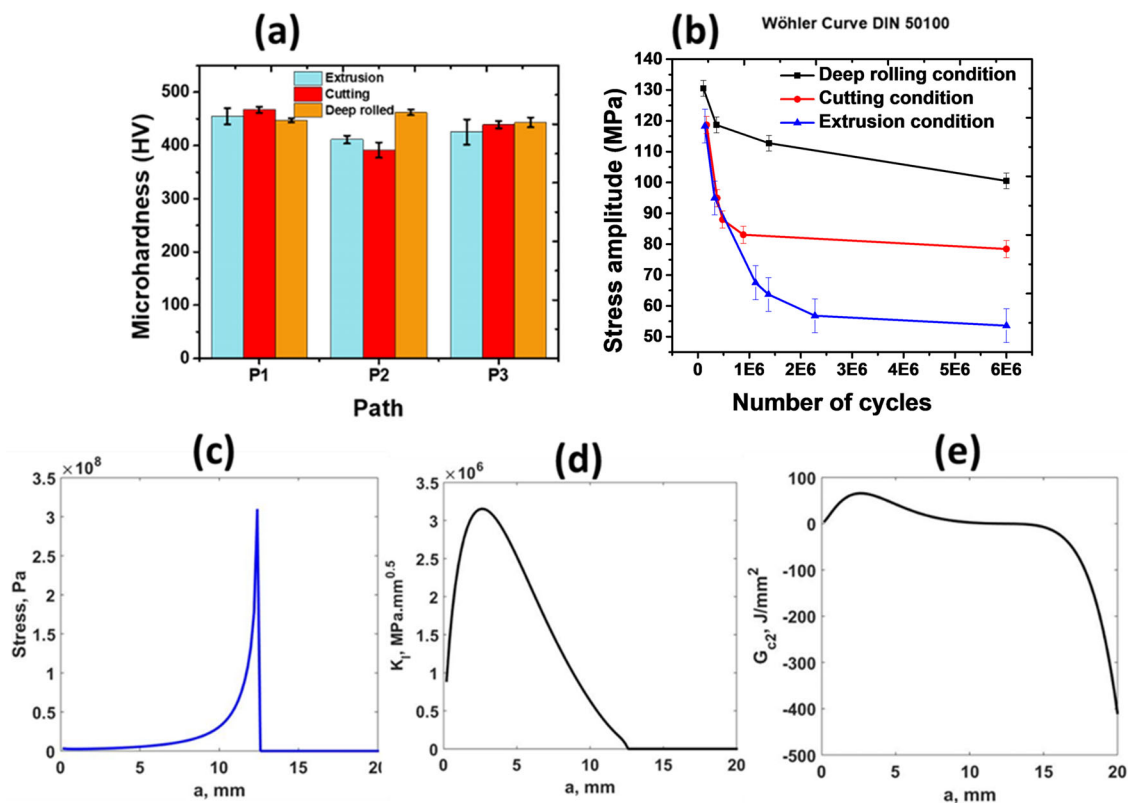 (a)
Extrusion
Cutting
Deep rolled
500
400
300
200
100
0
Microhardness (HV)
P1 P2 P3
Path
Wöhler Curve DIN 50100
(b)
Deep rolling condition
Cutting condition
Extrusion condition
140
130
120
110
100
90
80
70
60
50
Stress amplitude (MPa)
0 1E6 2E6 3E6 4E6 5E6 6E6
Number of cycles
(c)
×10⁸
3.5
3
2.5
2
1.5
1
0.5
0
Stress, Pa
0 5 10 15 20
a, mm
(d)
×10⁶
3.5
3
2.5
2
1.5
1
0.5
0
K_I, MPa.mm^0.5
0 5 10 15 20
a, mm
(e)
100
0
-100
-200
-300
-400
-500
G_c2, J/mm²
0 5 10 15 20
a, mm